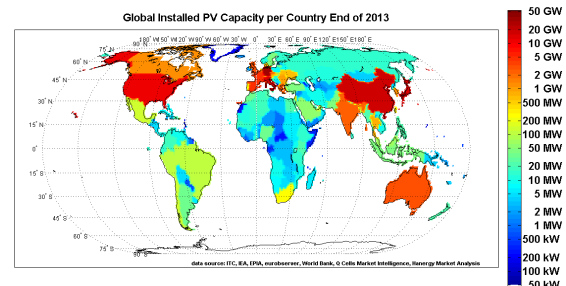 Global Installed PV Capacity per Country End of 2013
180° W 150° W 120° W 90° W 60° W 30° W 0° 30° E 60° E 90° E 120° E 150° E 180° E
90° N
75° N
60° N
45° N
30° N
15° N
0°
15° S
30° S
45° S
60° S
75° S
90° S
data source: ITC, IEA, EPIA, eurobserver, World Bank, Q Cells Market Intelligence, Hanergy Market Analysis
50 GW
20 GW
10 GW
5 GW
2 GW
1 GW
500 MW
200 MW
100 MW
50 MW
20 MW
10 MW
5 MW
2 MW
1 MW
500 kW
200 kW
100 kW
50 kW